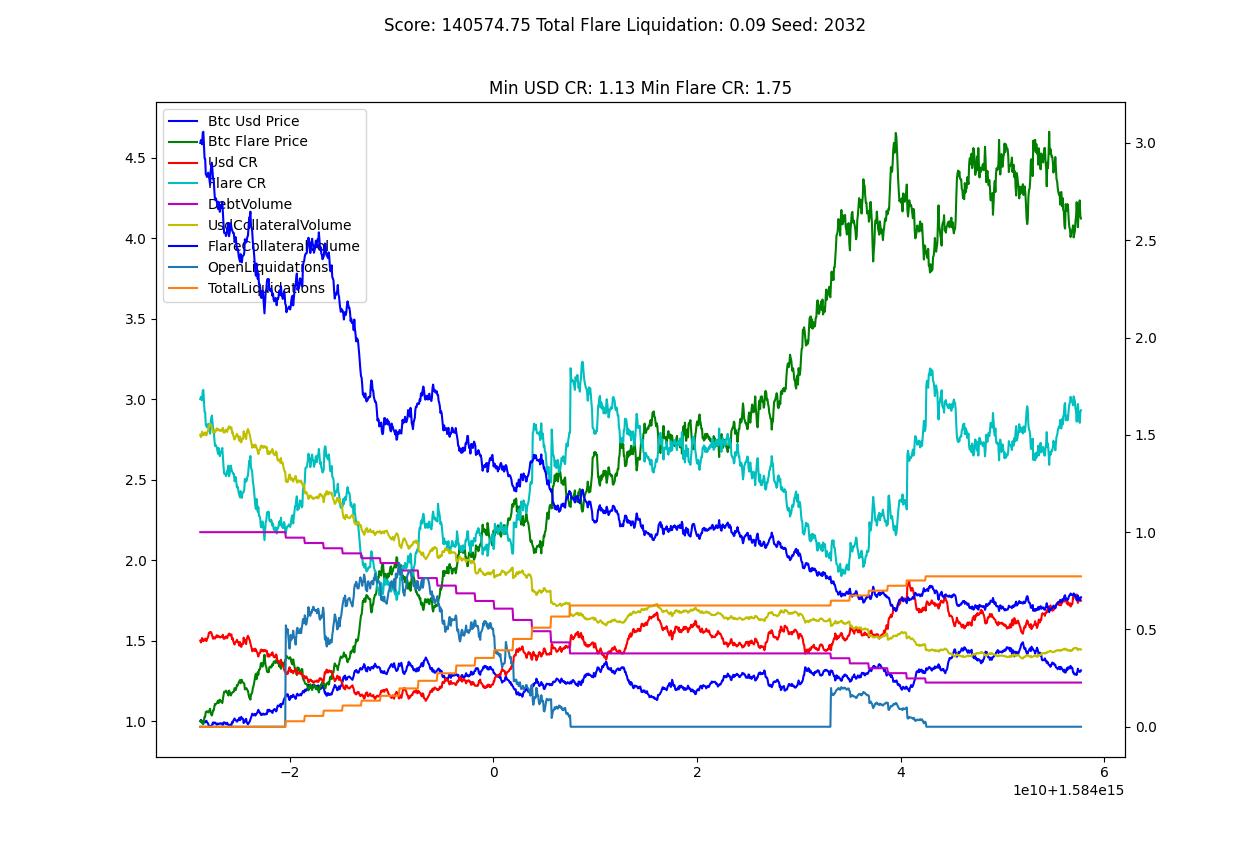 Score: 140574.75 Total Flare Liquidation: 0.09 Seed: 2032
Min USD CR: 1.13 Min Flare CR: 1.75
Btc Usd Price
Btc Flare Price
Usd CR
Flare CR
DebtVolume
UsdCollateralVolume
FlareCollateralVolume
OpenLiquidations
TotalLiquidations
4.5
4.0
3.5
3.0
2.5
2.0
1.5
1.0
3.0
2.5
2.0
1.5
1.0
0.5
0.0
−2
0
2
4
6
1e10+1.584e15